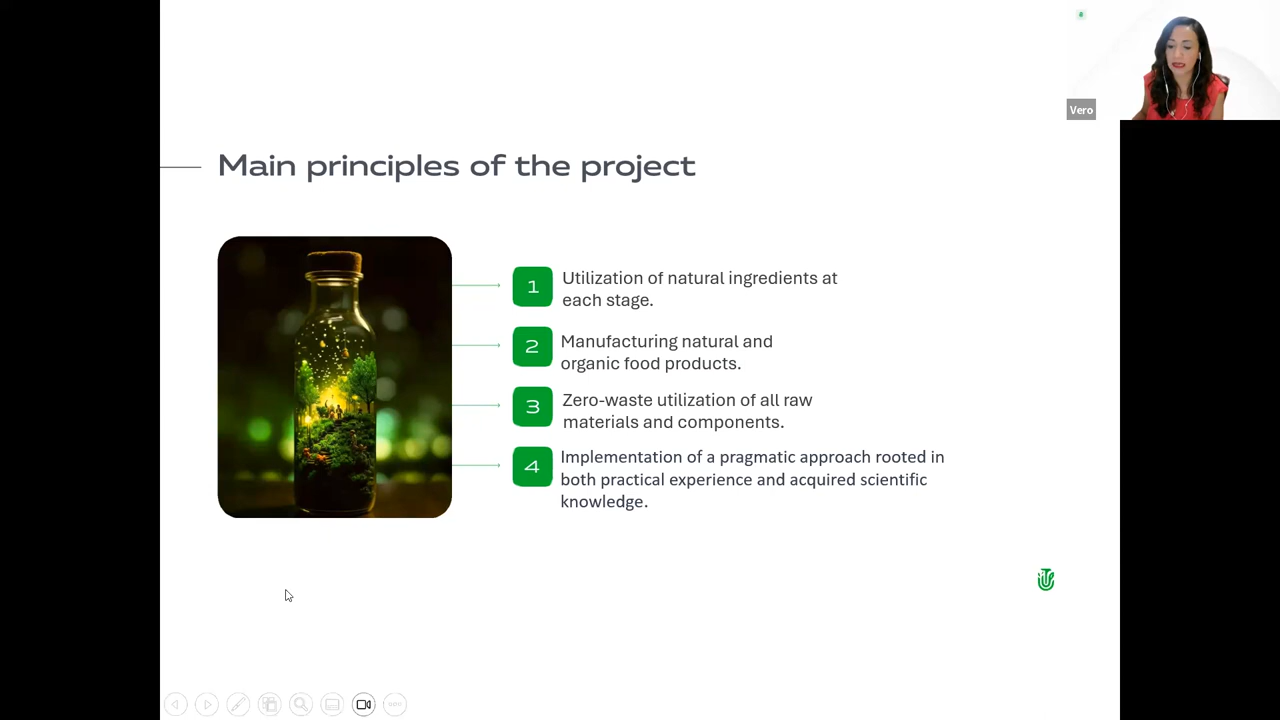 Vero
Main principles of the project
1
Utilization of natural ingredients at
each stage.
2
Manufacturing natural and
organic food products.
3
Zero-waste utilization of all raw
materials and components.
4
Implementation of a pragmatic approach rooted in
both practical experience and acquired scientific
knowledge.